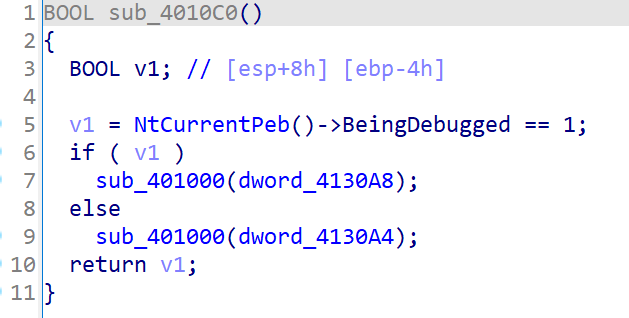 1 BOOL sub_4010C0()
2 {
3   BOOL v1; // [esp+8h] [ebp-4h]
4
5   v1 = NtCurrentPeb()->BeingDebugged == 1;
6   if ( v1 )
7     sub_401000(dword_4130A8);
8   else
9     sub_401000(dword_4130A4);
10   return v1;
11 }